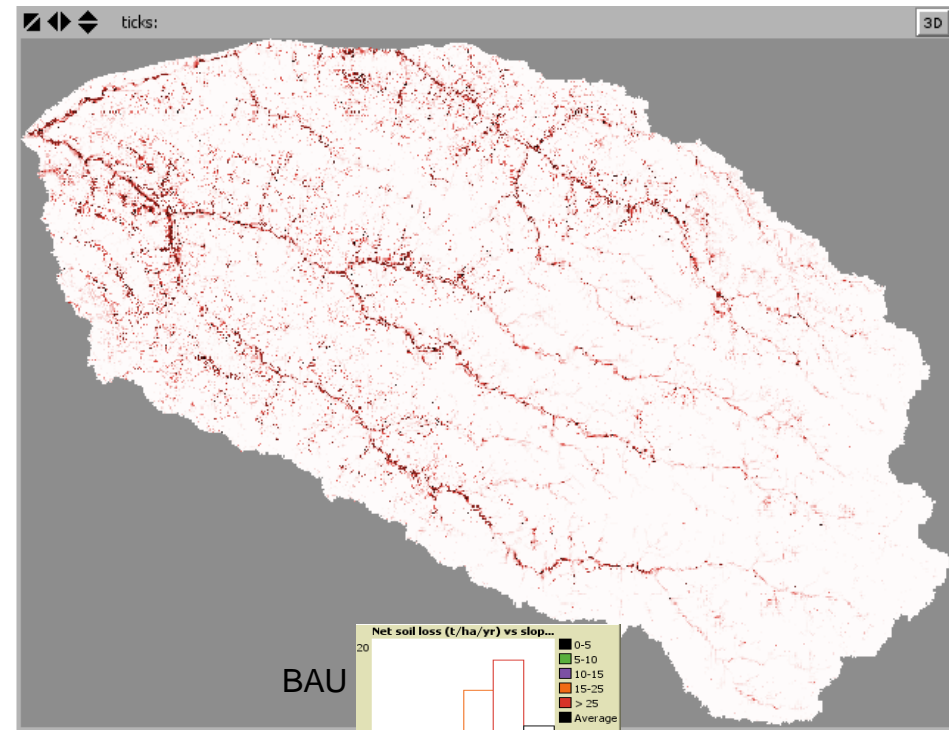 ticks:
3D
Net soil loss (t/ha/yr) vs slop...
20
0-5
5-10
10-15
15-25
> 25
Average
BAU